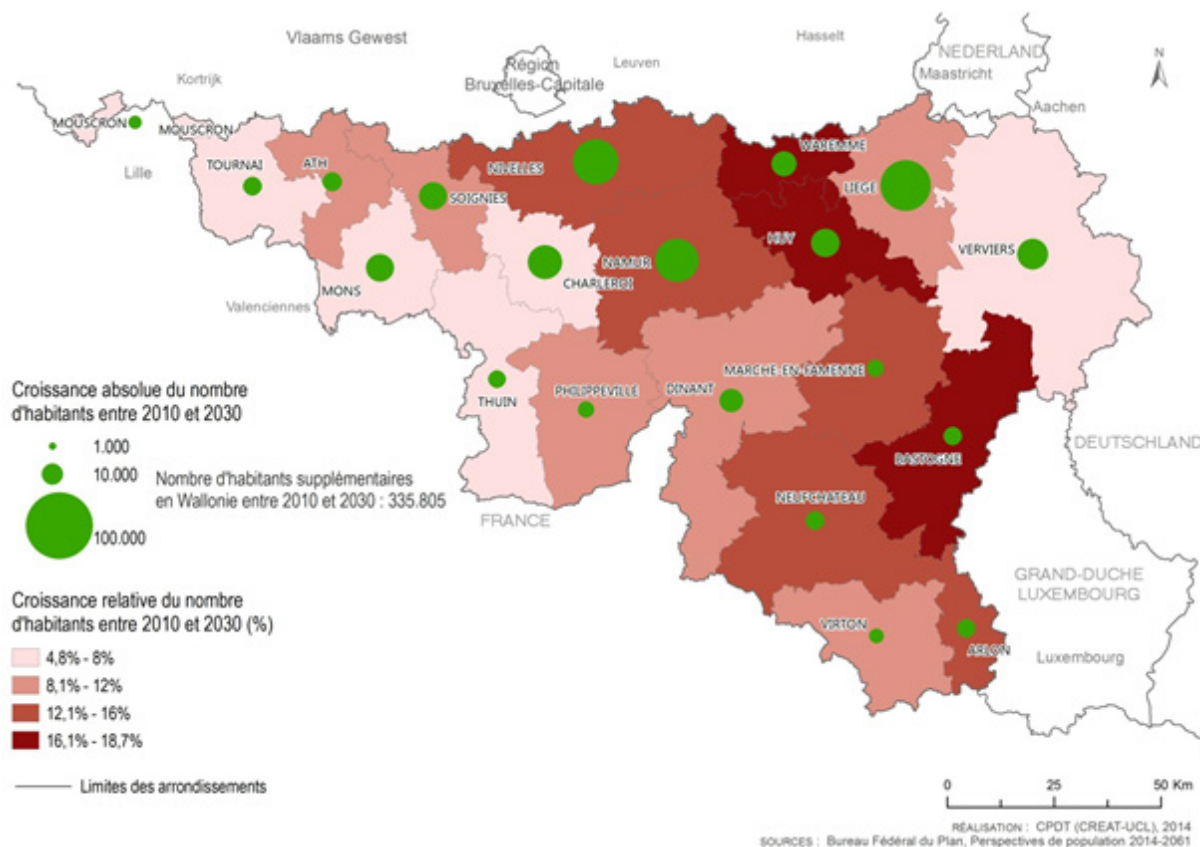 Vlaams Gewest
Hasselt
NEDERLAND
N
Kortrijk
Région
Bruxelles-Capitale
Leuven
Maastricht
Aachen
MOUSCRON
MOUSCRON
Lille
TOURNAI
ATH
SOIGNIES
NIVELLES
WAREMME
LIEGE
HUY
VERVIERS
NAMUR
CHARLEROI
MONS
Valenciennes
THUIN
PHILIPPEVILLE
DINANT
MARCHE-EN-FAMENNE
BASTOGNE
DEUTSCHLAND
NEUFCHATEAU
FRANCE
GRAND-DUCHE
LUXEMBOURG
VIRTON
ARLON
Luxembourg
Croissance absolue du nombre
d'habitants entre 2010 et 2030
1.000
10.000
100.000
Nombre d'habitants supplémentaires
en Wallonie entre 2010 et 2030 : 335.805
Croissance relative du nombre
d'habitants entre 2010 et 2030 (%)
4,8% - 8%
8,1% - 12%
12,1% - 16%
16,1% - 18,7%
Limites des arrondissements
0 25 50 Km
RÉALISATION : CPDT (CREAT-UCL), 2014
SOURCES : Bureau Fédéral du Plan, Perspectives de population 2014-2061